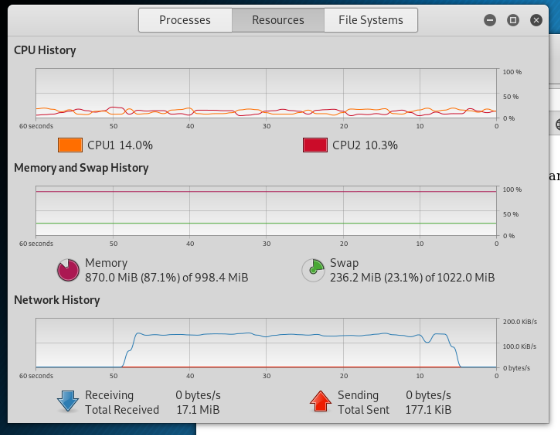 Processes Resources File Systems
CPU History
100 %
50 %
0 %
60 seconds 50 40 30 20 10 0
CPU1 14.0% CPU2 10.3%
Memory and Swap History
100 %
50 %
0 %
60 seconds 50 40 30 20 10 0
Memory Swap
870.0 MiB (87.1%) of 998.4 MiB 236.2 MiB (23.1%) of 1022.0 MiB
Network History
200.0 KiB/s
100.0 KiB/s
0 bytes/s
60 seconds 50 40 30 20 10 0
Receiving 0 bytes/s Sending 0 bytes/s
Total Received 17.1 MiB Total Sent 177.1 KiB